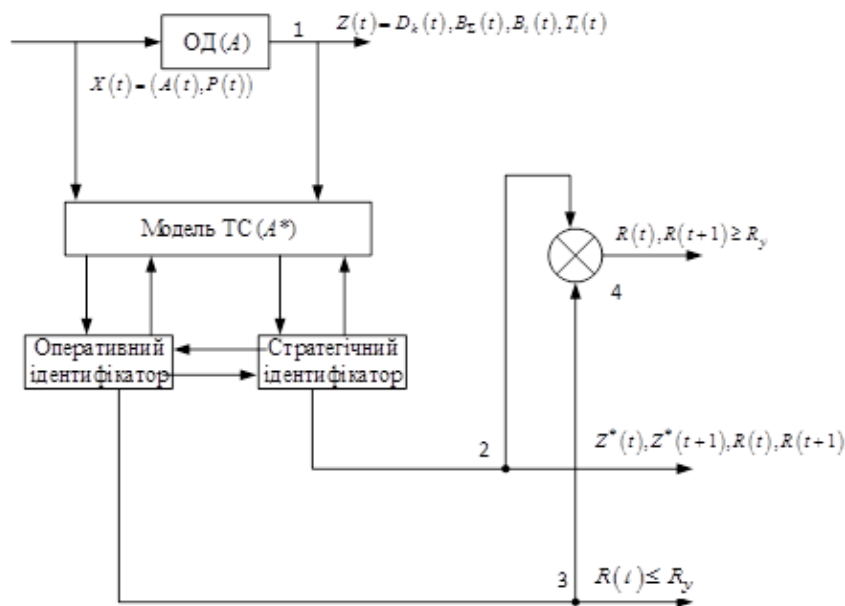 ОД(A)
1
Z(t)=D_k(t),B_Σ(t),B_i(t),T_i(t)
X(t)=(A(t),P(t))
Модель ТС(A*)
R(t),R(t+1)≥R_y
4
Оперативний
ідентифікатор
Стратегічний
ідентифікатор
2
Z*(t),Z*(t+1),R(t),R(t+1)
3
R(t)≤R_y